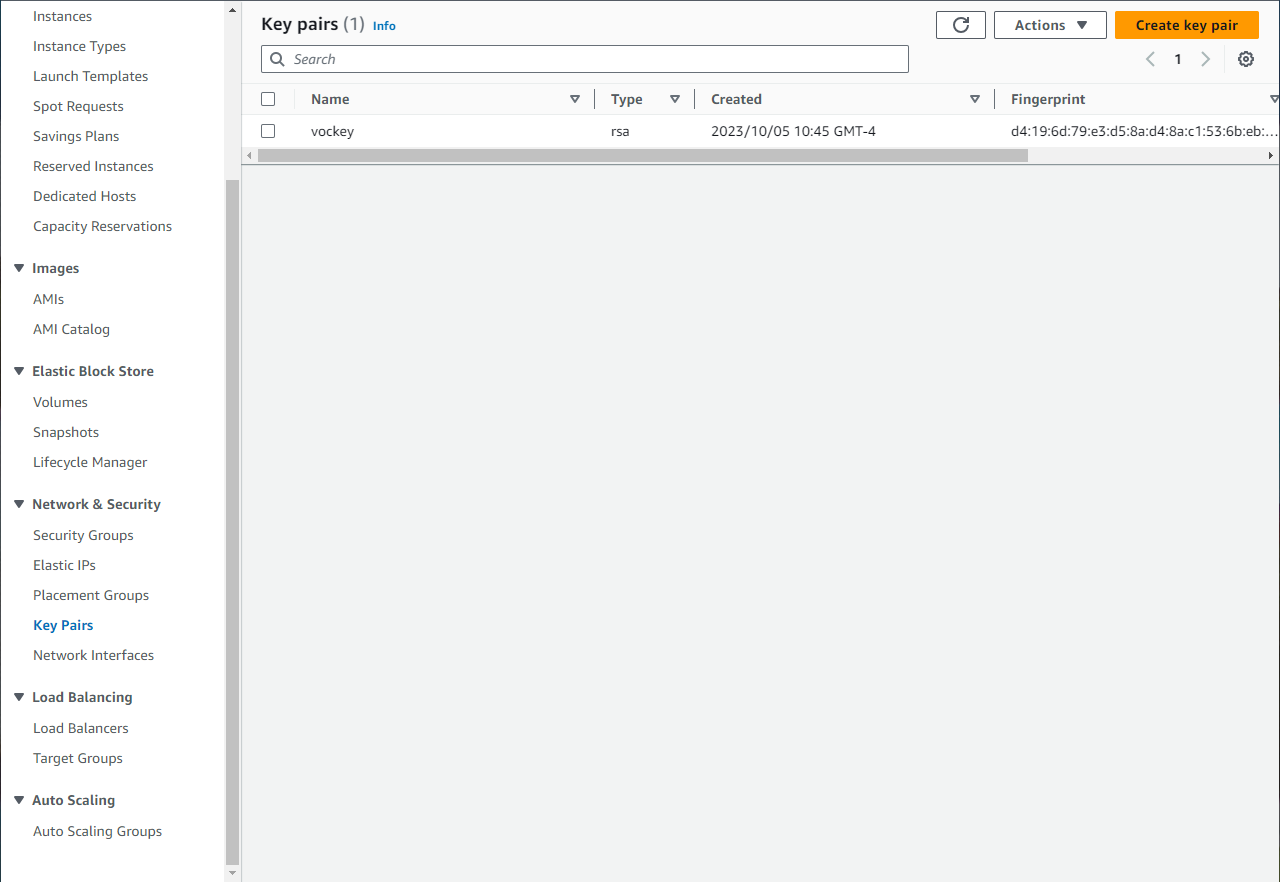 Instances
Instance Types
Launch Templates
Spot Requests
Savings Plans
Reserved Instances
Dedicated Hosts
Capacity Reservations
Images
AMIs
AMI Catalog
Elastic Block Store
Volumes
Snapshots
Lifecycle Manager
Network & Security
Security Groups
Elastic IPs
Placement Groups
Key Pairs
Network Interfaces
Load Balancing
Load Balancers
Target Groups
Auto Scaling
Auto Scaling Groups
Key pairs (1) Info
Actions
Create key pair
Search
1
Name Type Created Fingerprint
vockey rsa 2023/10/05 10:45 GMT-4 d4:19:6d:79:e3:d5:8a:d4:8a:c1:53:6b:eb:...